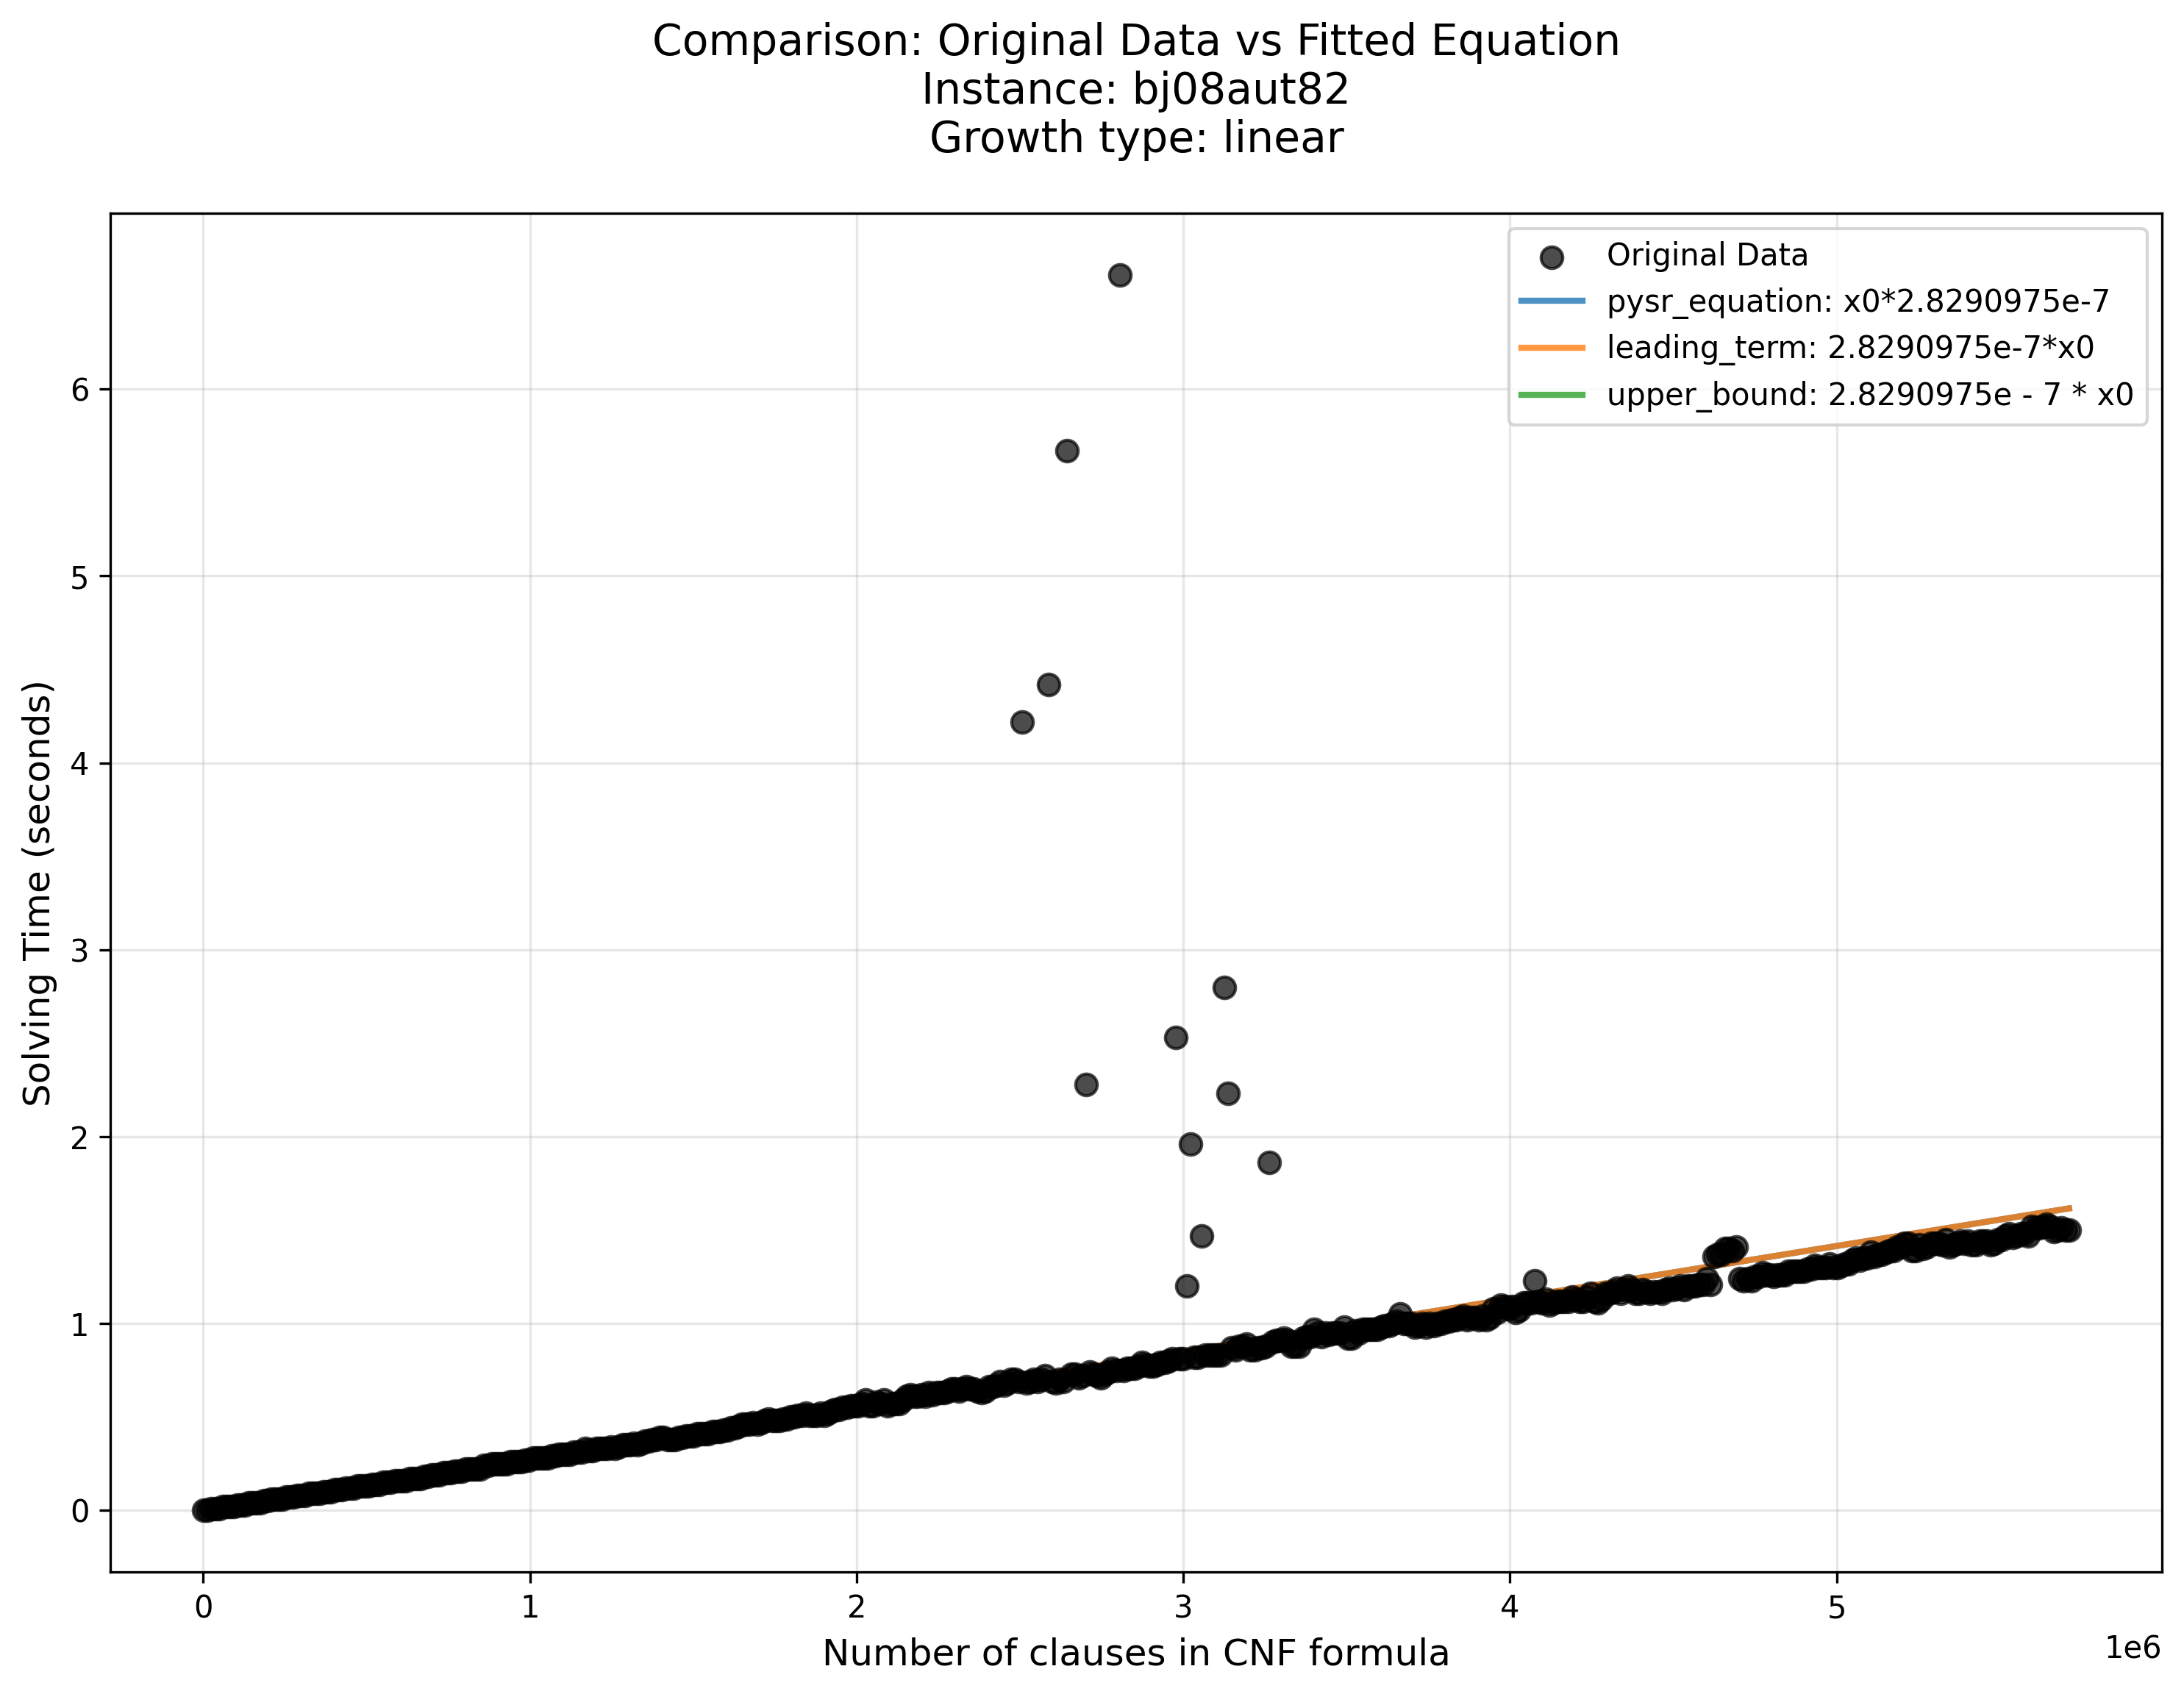 Comparison: Original Data vs Fitted Equation
Instance: bj08aut82
Growth type: linear
Original Data
pysr_equation: x0*2.8290975e-7
leading_term: 2.8290975e-7*x0
upper_bound: 2.8290975e - 7 * x0
Solving Time (seconds)
6
5
4
3
2
1
0
0 1 2 3 4 5
1e6
Number of clauses in CNF formula